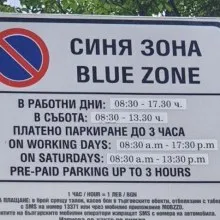 СИНЯ ЗОНА
BLUE ZONE
В РАБОТНИ ДНИ: 08:30 - 17.30 ч.
В СЪБОТА: 08:30 - 13.30 ч.
ПЛАТЕНО ПАРКИРАНЕ ДО 3 ЧАСА
ON WORKING DAYS: 08:30 a.m - 17:30 p.m
ON SATURDAYS: 08:30 a.m - 13:30 p.m
PRE-PAID PARKING UP TO 3 HOURS
1 ЧАС / HOUR = 1 ЛЕВ / BGN